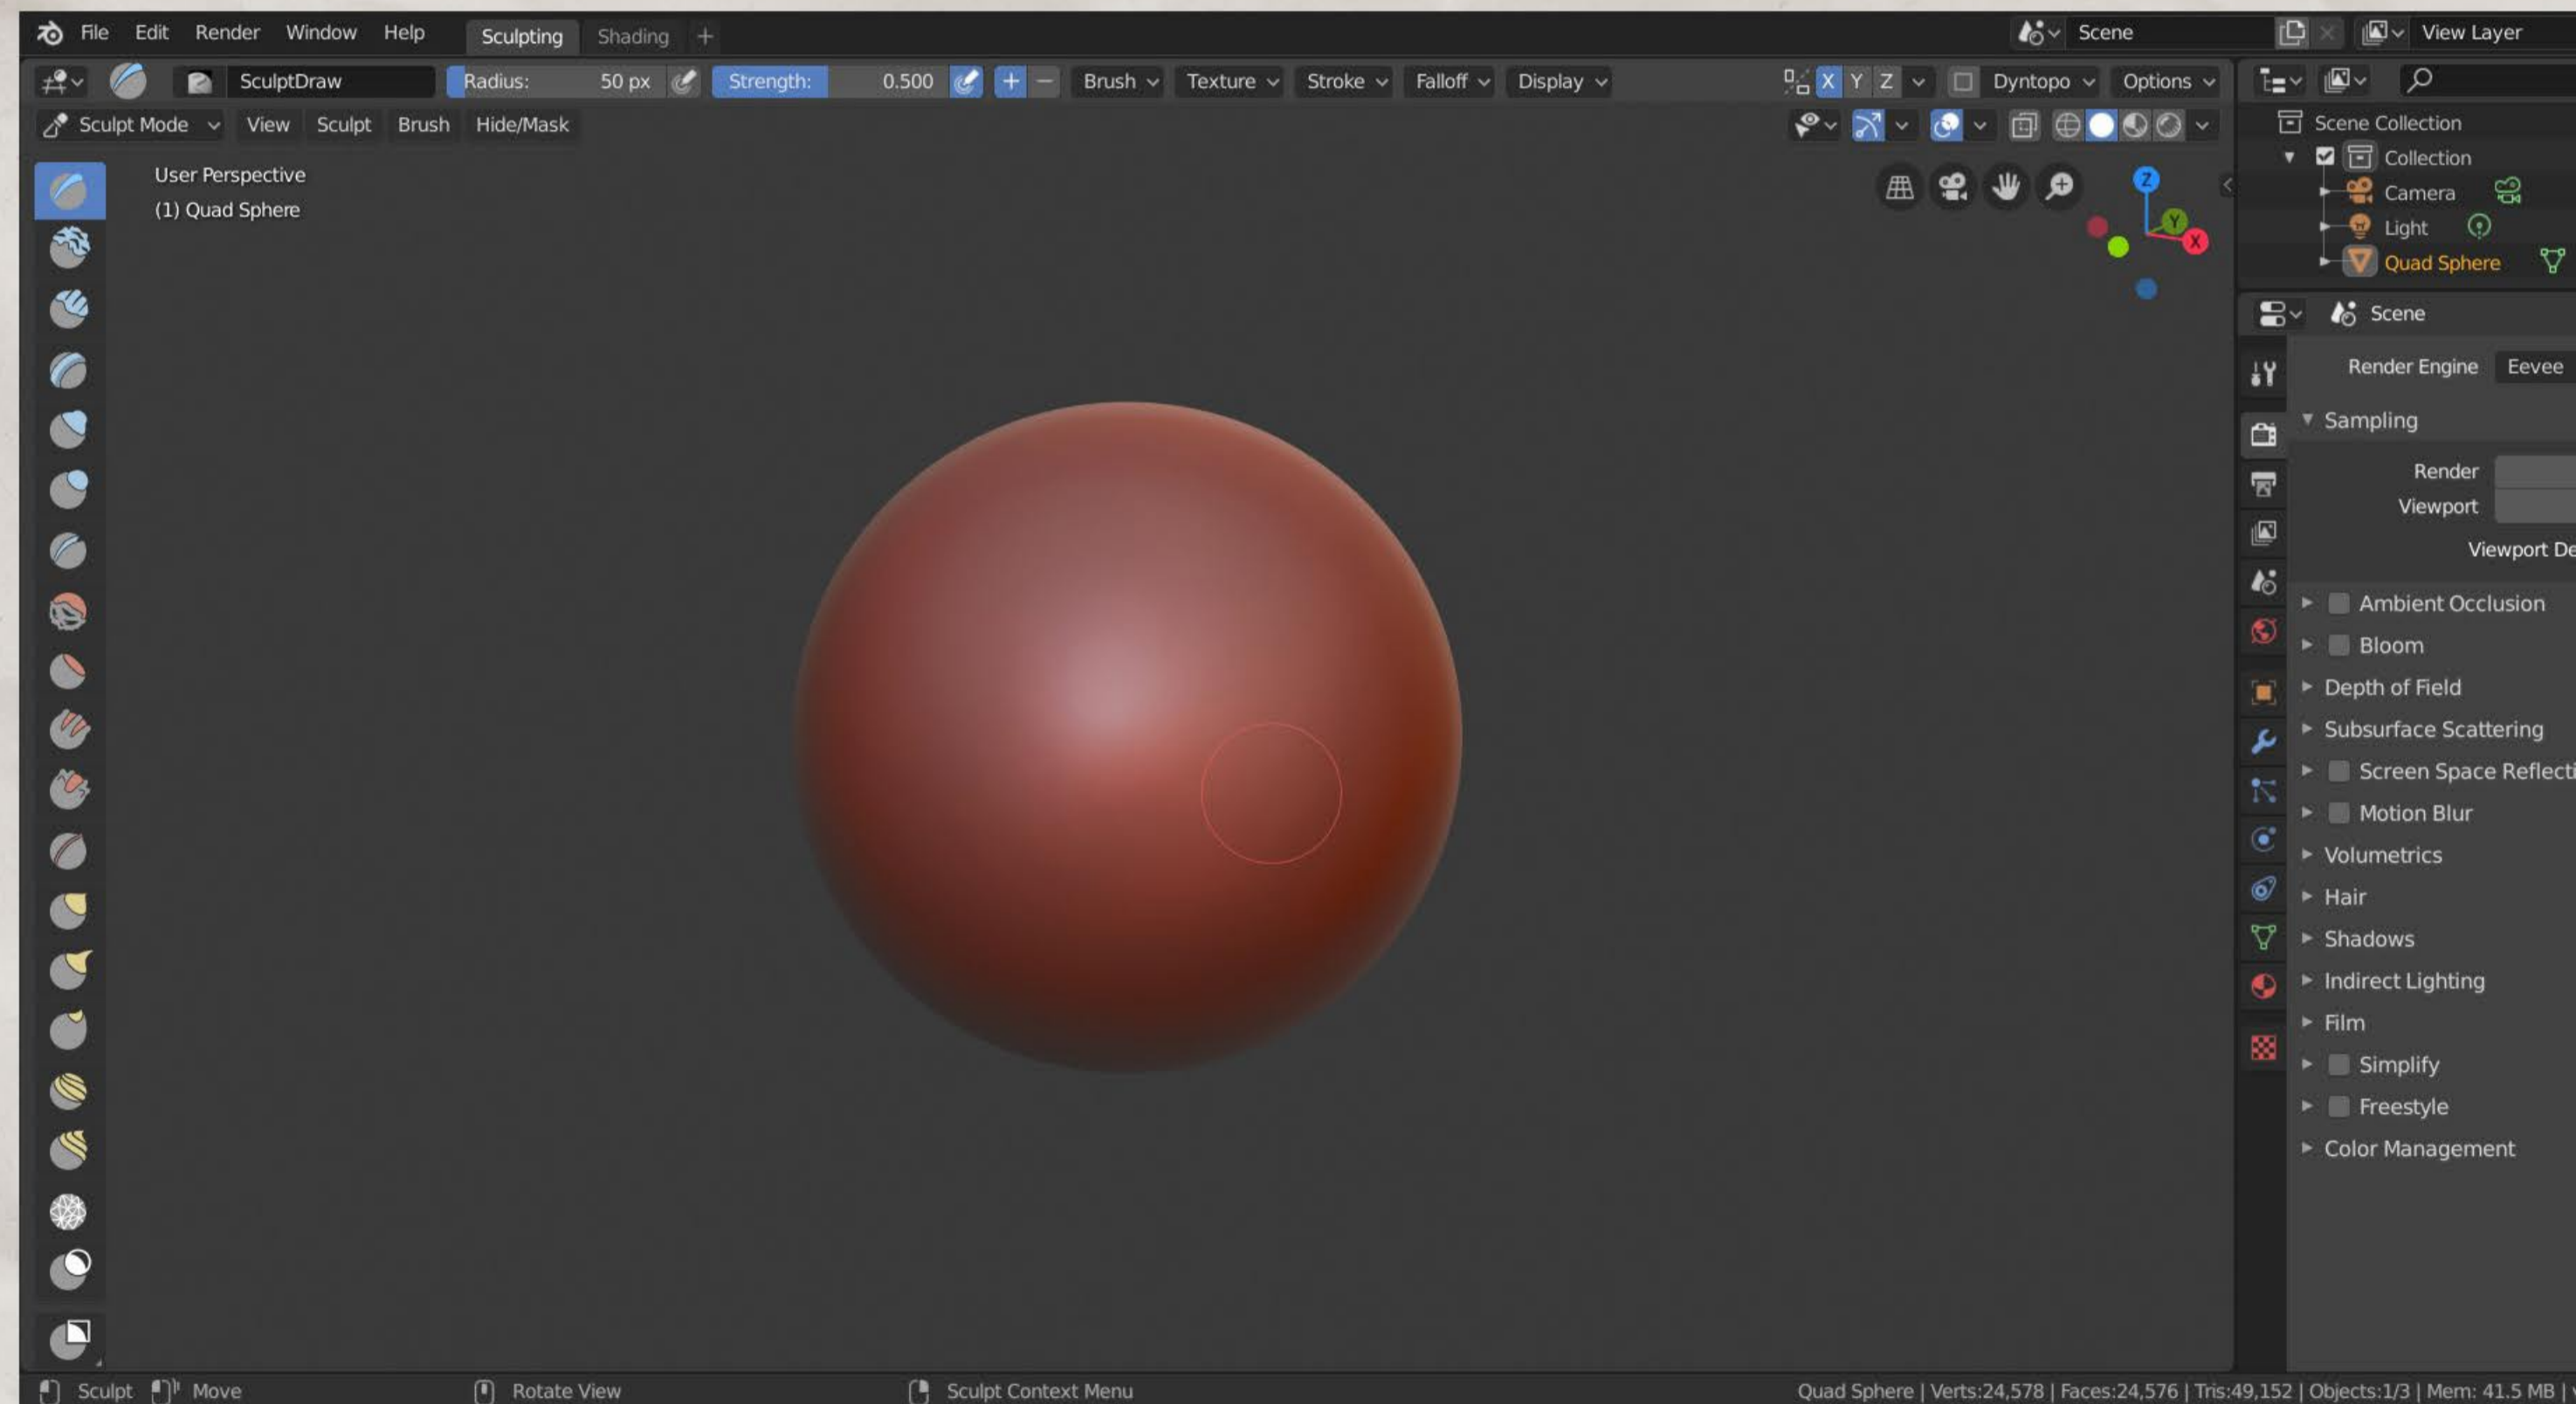 File Edit Render Window Help Sculpting Shading + Scene View Layer
SculptDraw Radius: 50 px Strength: 0.500 + − Brush Texture Stroke Falloff Display X Y Z Dyntopo Options
Sculpt Mode View Sculpt Brush Hide/Mask
User Perspective
(1) Quad Sphere
Z
Y
X
Scene Collection
Collection
Camera
Light
Quad Sphere
Scene
Render Engine Eevee
Sampling
Render
Viewport
Viewport De
Ambient Occlusion
Bloom
Depth of Field
Subsurface Scattering
Screen Space Reflecti
Motion Blur
Volumetrics
Hair
Shadows
Indirect Lighting
Film
Simplify
Freestyle
Color Management
Sculpt Move Rotate View Sculpt Context Menu Quad Sphere | Verts:24,578 | Faces:24,576 | Tris:49,152 | Objects:1/3 | Mem: 41.5 MB |